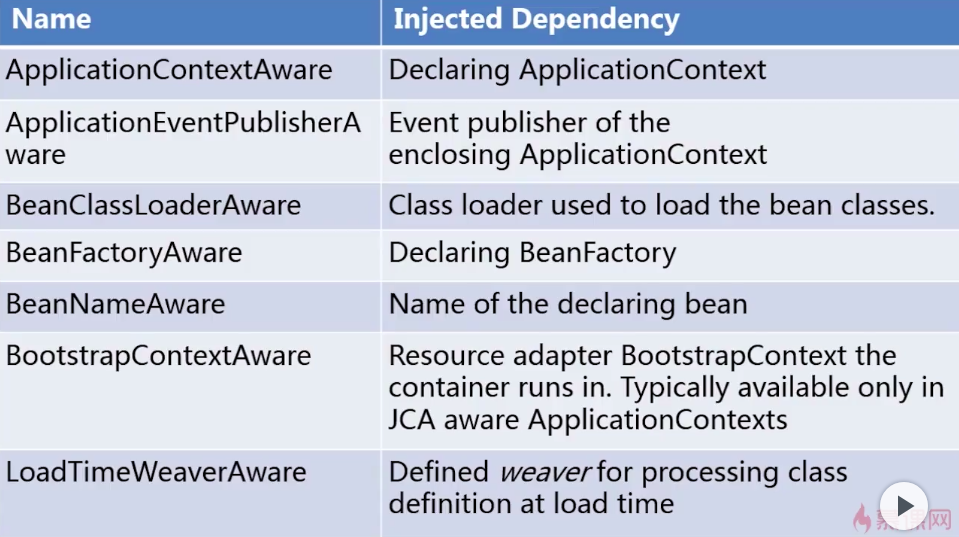 Name
Injected Dependency
ApplicationContextAware
Declaring ApplicationContext
ApplicationEventPublisherA
ware
Event publisher of the
enclosing ApplicationContext
BeanClassLoaderAware
Class loader used to load the bean classes.
BeanFactoryAware
Declaring BeanFactory
BeanNameAware
Name of the declaring bean
BootstrapContextAware
Resource adapter BootstrapContext the
container runs in. Typically available only in
JCA aware ApplicationContexts
LoadTimeWeaverAware
Defined weaver for processing class
definition at load time
网